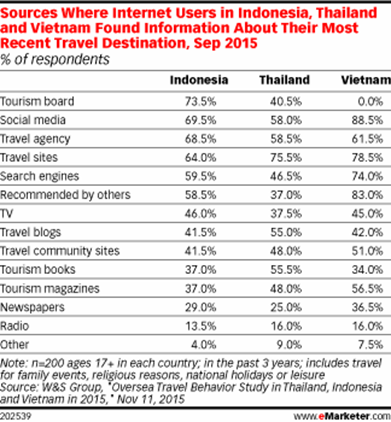 Sources Where Internet Users in Indonesia, Thailand
and Vietnam Found Information About Their Most
Recent Travel Destination, Sep 2015
% of respondents
Indonesia Thailand Vietnam
Tourism board 73.5% 40.5% 0.0%
Social media 69.5% 58.0% 88.5%
Travel agency 68.5% 58.5% 61.5%
Travel sites 64.0% 75.5% 78.5%
Search engines 59.5% 46.5% 74.0%
Recommended by others 58.5% 37.0% 83.0%
TV 46.0% 37.5% 45.0%
Travel blogs 41.5% 55.0% 42.0%
Travel community sites 41.5% 48.0% 51.0%
Tourism books 37.0% 55.5% 34.0%
Tourism magazines 37.0% 48.0% 56.5%
Newspapers 29.0% 25.0% 36.5%
Radio 13.5% 16.0% 16.0%
Other 4.0% 9.0% 7.5%
Note: n=200 ages 17+ in each country; in the past 3 years; includes travel
for family events, religious reasons, national holidays or leisure
Source: W&S Group, "Oversea Travel Behavior Study in Thailand, Indonesia
and Vietnam in 2015," Nov 11, 2015
202539 www.eMarketer.com